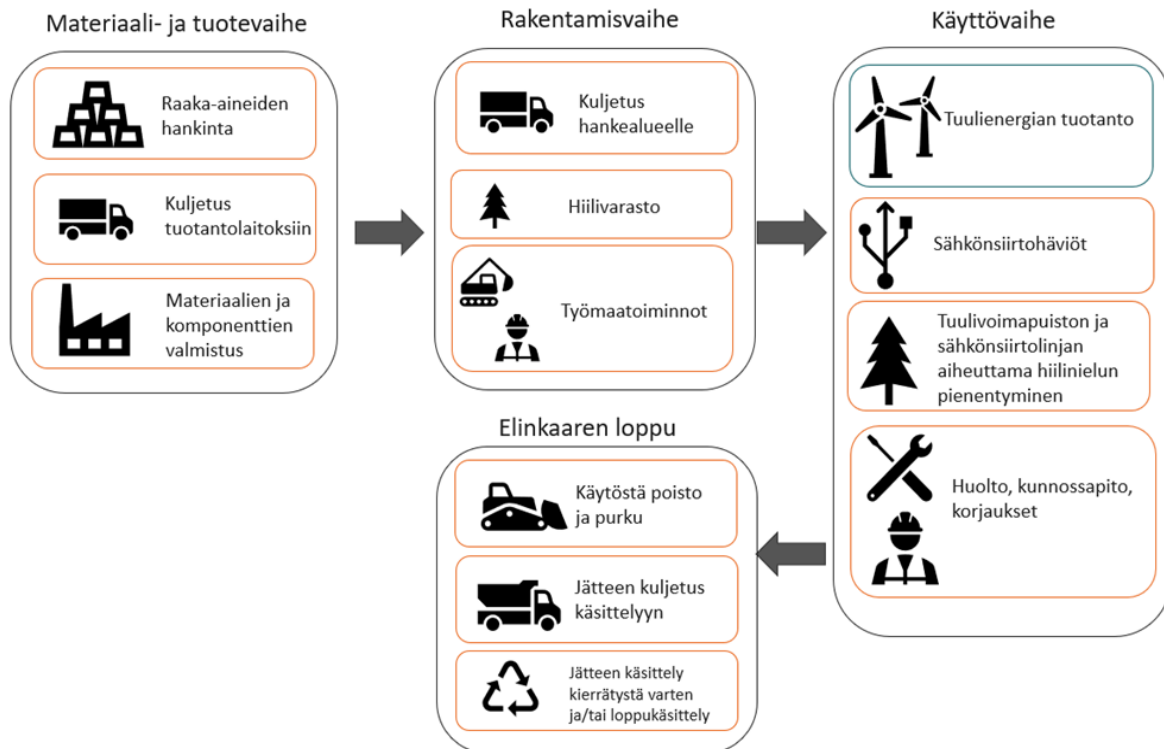 Materiaali- ja tuotevaihe
Raaka-aineiden
hankinta
Kuljetus
tuotantolaitoksiin
Materiaalien ja
komponenttien
valmistus
Rakentamisvaihe
Kuljetus
hankealueelle
Hiilivarasto
Työmaatoiminnot
Käyttövaihe
Tuulienergian tuotanto
Sähkönsiirtohäviöt
Tuulivoimapuiston ja
sähkönsiirtolinjan
aiheuttama hiilinielun
pienentyminen
Huolto, kunnossapito,
korjaukset
Elinkaaren loppu
Käytöstä poisto
ja purku
Jätteen kuljetus
käsittelyyn
Jätteen käsittely
kierrätystä varten
ja/tai loppukäsittely